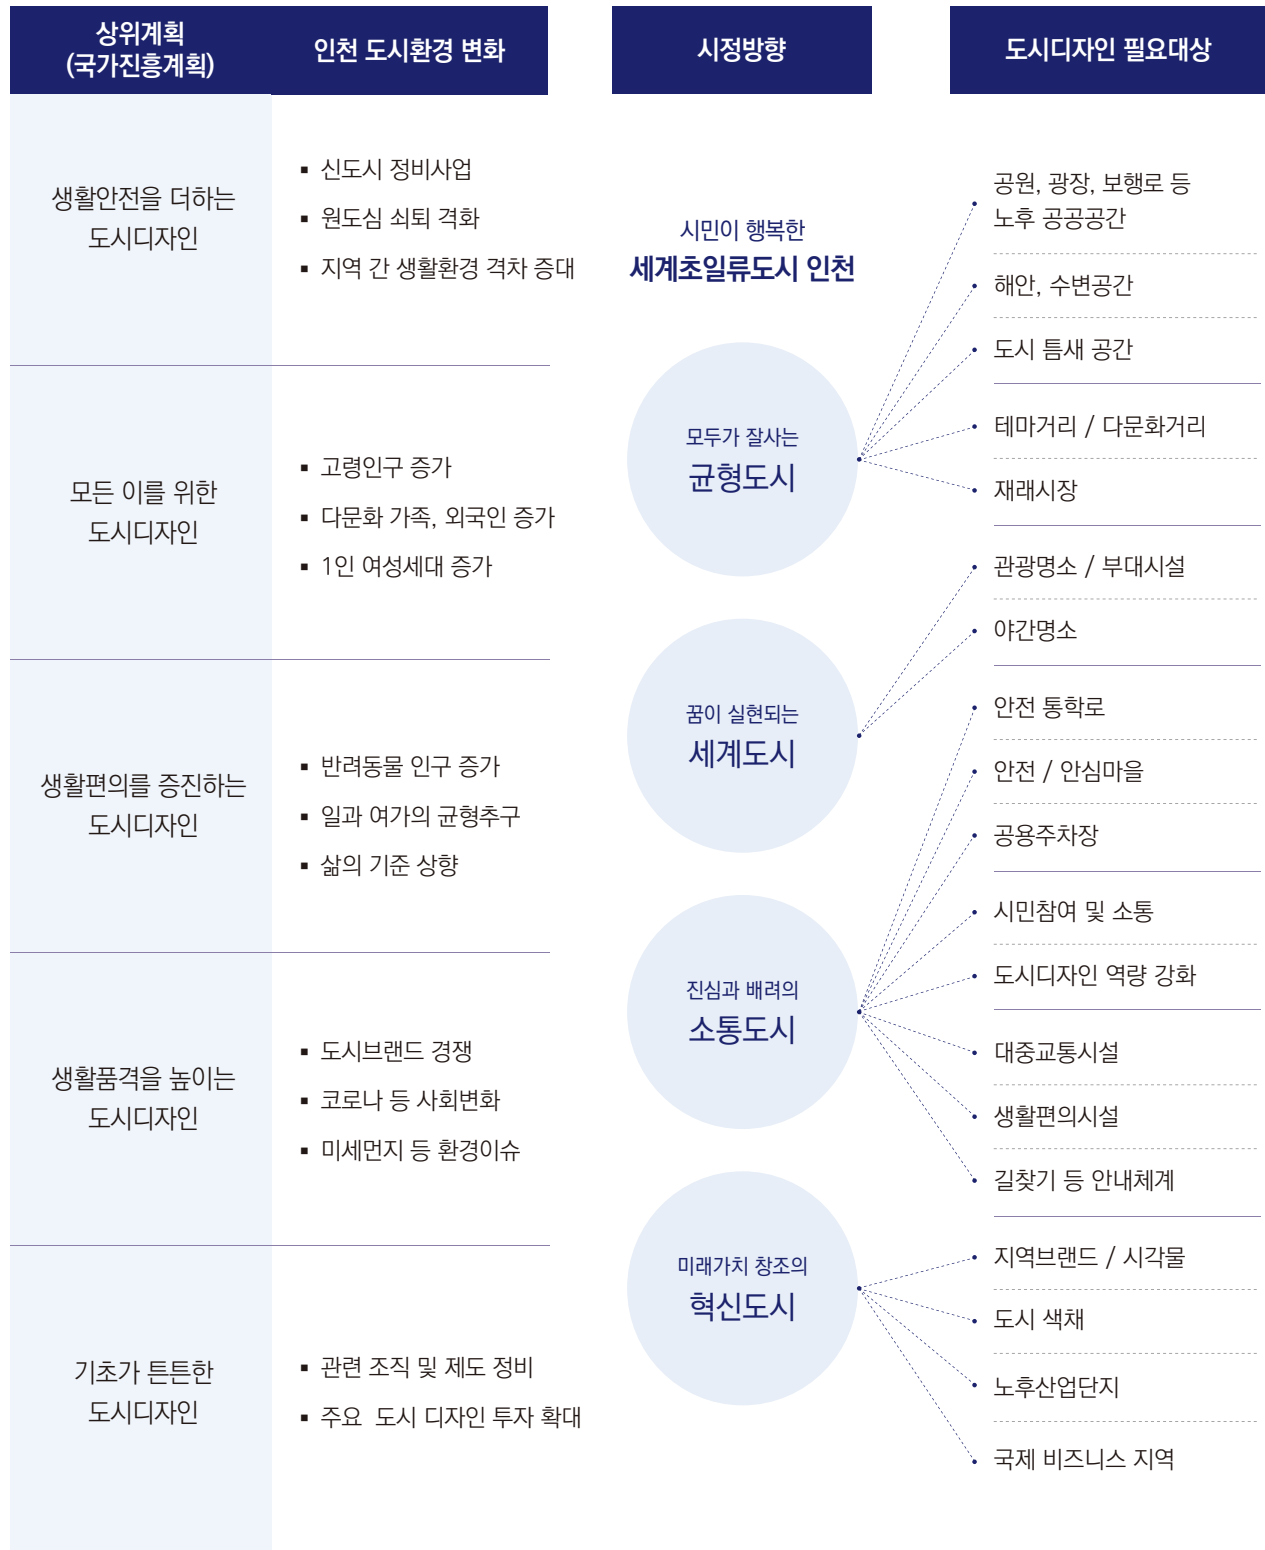 상위계획
(국가진흥계획)
인천 도시환경 변화
시정방향
도시디자인 필요대상
생활안전을 더하는
도시디자인
▪ 신도시 정비사업
▪ 원도심 쇠퇴 격화
▪ 지역 간 생활환경 격차 증대
모든 이를 위한
도시디자인
▪ 고령인구 증가
▪ 다문화 가족, 외국인 증가
▪ 1인 여성세대 증가
생활편의를 증진하는
도시디자인
▪ 반려동물 인구 증가
▪ 일과 여가의 균형추구
▪ 삶의 기준 상향
생활품격을 높이는
도시디자인
▪ 도시브랜드 경쟁
▪ 코로나 등 사회변화
▪ 미세먼지 등 환경이슈
기초가 튼튼한
도시디자인
▪ 관련 조직 및 제도 정비
▪ 주요 도시 디자인 투자 확대
시민이 행복한
세계초일류도시 인천
모두가 잘사는
균형도시
꿈이 실현되는
세계도시
진심과 배려의
소통도시
미래가치 창조의
혁신도시
공원, 광장, 보행로 등
노후 공공공간
해안, 수변공간
도시 틈새 공간
테마거리 / 다문화거리
재래시장
관광명소 / 부대시설
야간명소
안전 통학로
안전 / 안심마을
공용주차장
시민참여 및 소통
도시디자인 역량 강화
대중교통시설
생활편의시설
길찾기 등 안내체계
지역브랜드 / 시각물
도시 색채
노후산업단지
국제 비즈니스 지역